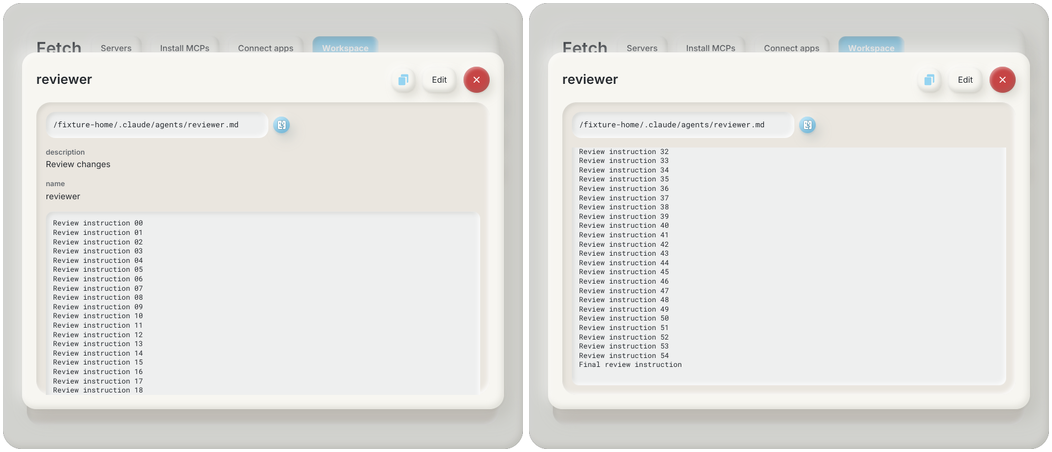 Fetch Servers Install MCPs Connect apps Workspace
reviewer Edit
/fixture-home/.claude/agents/reviewer.md
description
Review changes
name
reviewer
Review instruction 00
Review instruction 01
Review instruction 02
Review instruction 03
Review instruction 04
Review instruction 05
Review instruction 06
Review instruction 07
Review instruction 08
Review instruction 09
Review instruction 10
Review instruction 11
Review instruction 12
Review instruction 13
Review instruction 14
Review instruction 15
Review instruction 16
Review instruction 17
Review instruction 18
Fetch Servers Install MCPs Connect apps Workspace
reviewer Edit
/fixture-home/.claude/agents/reviewer.md
Review instruction 32
Review instruction 33
Review instruction 34
Review instruction 35
Review instruction 36
Review instruction 37
Review instruction 38
Review instruction 39
Review instruction 40
Review instruction 41
Review instruction 42
Review instruction 43
Review instruction 44
Review instruction 45
Review instruction 46
Review instruction 47
Review instruction 48
Review instruction 49
Review instruction 50
Review instruction 51
Review instruction 52
Review instruction 53
Review instruction 54
Final review instruction